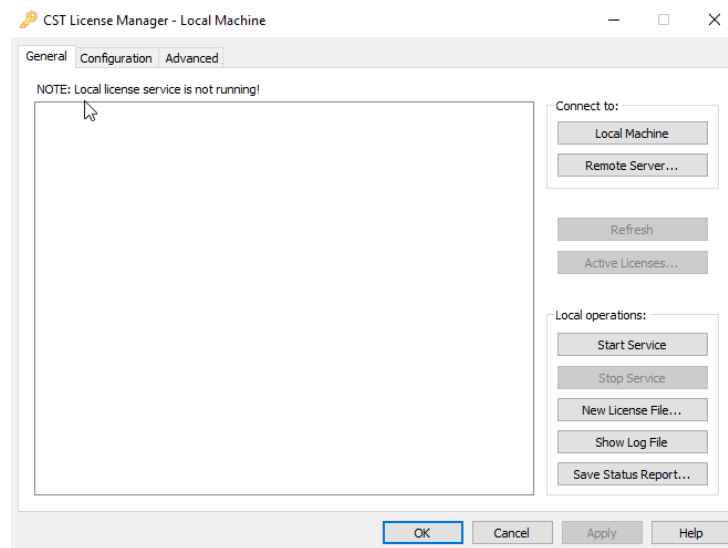 CST License Manager - Local Machine
General Configuration Advanced
NOTE: Local license service is not running!
Connect to:
Local Machine
Remote Server...
Refresh
Active Licenses...
Local operations:
Start Service
Stop Service
New License File...
Show Log File
Save Status Report...
OK Cancel Apply Help